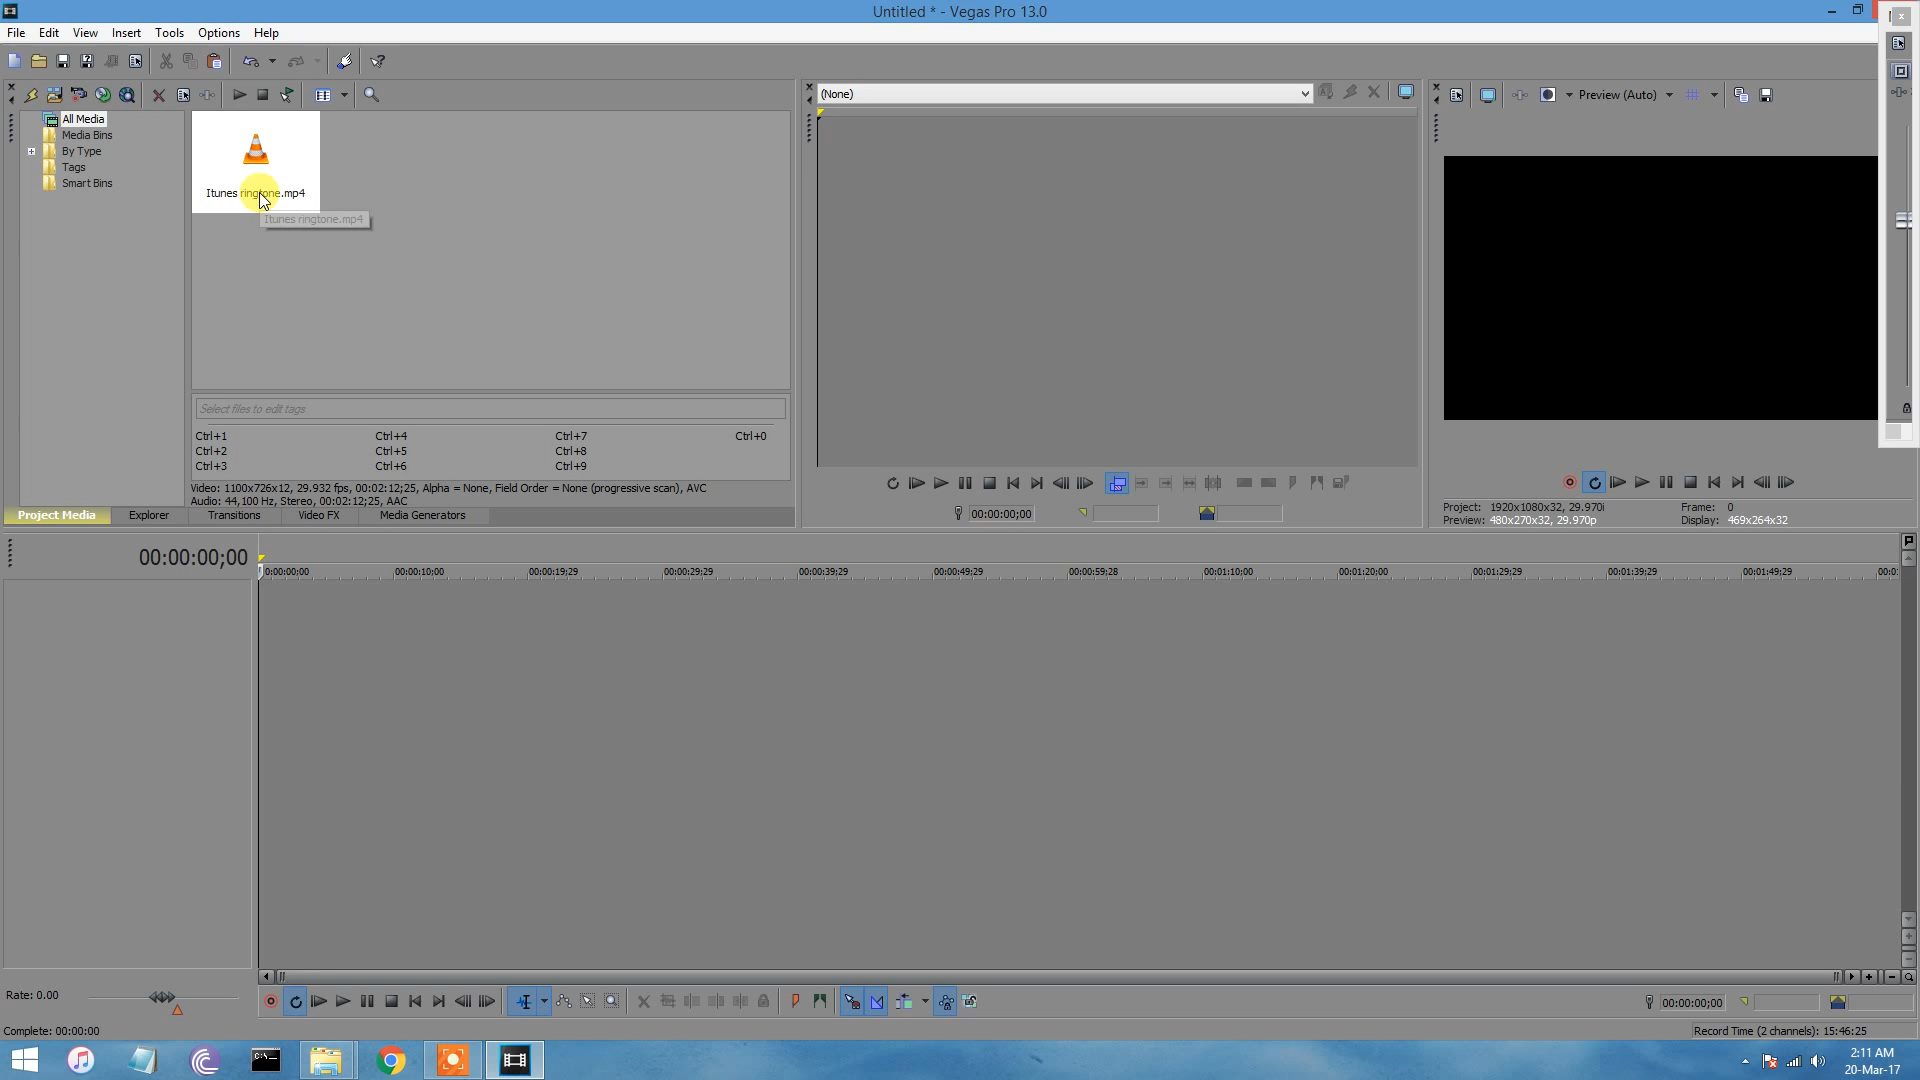 Untitled * - Vegas Pro 13.0
File Edit View Insert Tools Options Help
(None)
Preview (Auto)
All Media
Media Bins
By Type
Tags
Smart Bins
Itunes ringtone.mp4
Itunes ringtone.mp4
Select files to edit tags
Ctrl+1 Ctrl+4 Ctrl+7 Ctrl+0
Ctrl+2 Ctrl+5 Ctrl+8
Ctrl+3 Ctrl+6 Ctrl+9
Video: 1100x726x12, 29.932 fps, 00:02:12;25, Alpha = None, Field Order = None (progressive scan), AVC
Audio: 44,100 Hz, Stereo, 00:02:12;25, AAC
Project Media Explorer Transitions Video FX Media Generators
00:00:00;00
Project: 1920x1080x32, 29.970i Frame: 0
Preview: 480x270x32, 29.970p Display: 469x264x32
00:00:00;00
0:00:00;00 00:00:10;00 00:00:19;29 00:00:29;29 00:00:39;29 00:00:49;29 00:00:59;28 00:01:10;00 00:01:20;00 00:01:29;29 00:01:39;29 00:01:49;29 00:0
Rate: 0.00
00:00:00;00
Complete: 00:00:00
Record Time (2 channels): 15:46:25
2:11 AM
20-Mar-17